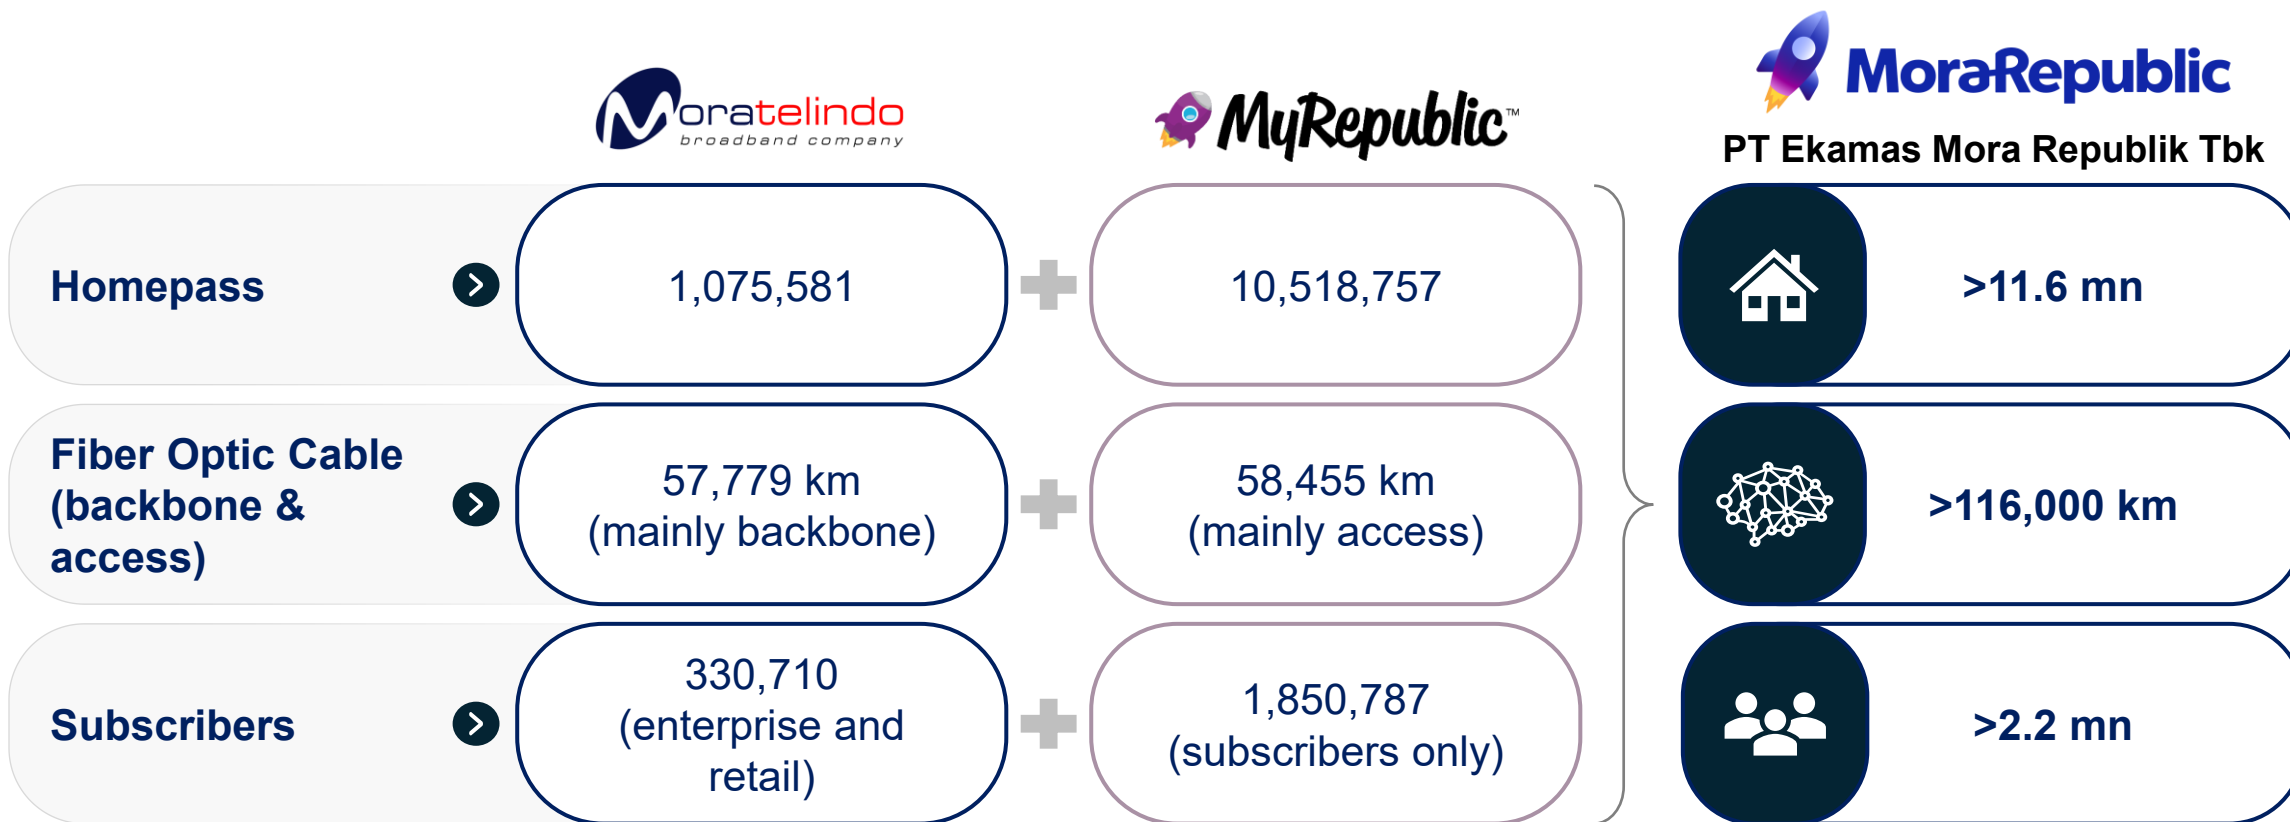 Moratelindo
broadband company
MyRepublic™
MoraRepublic
PT Ekamas Mora Republik Tbk
Homepass
1,075,581
10,518,757
>11.6 mn
Fiber Optic Cable
(backbone &
access)
57,779 km
(mainly backbone)
58,455 km
(mainly access)
>116,000 km
Subscribers
330,710
(enterprise and
retail)
1,850,787
(subscribers only)
>2.2 mn